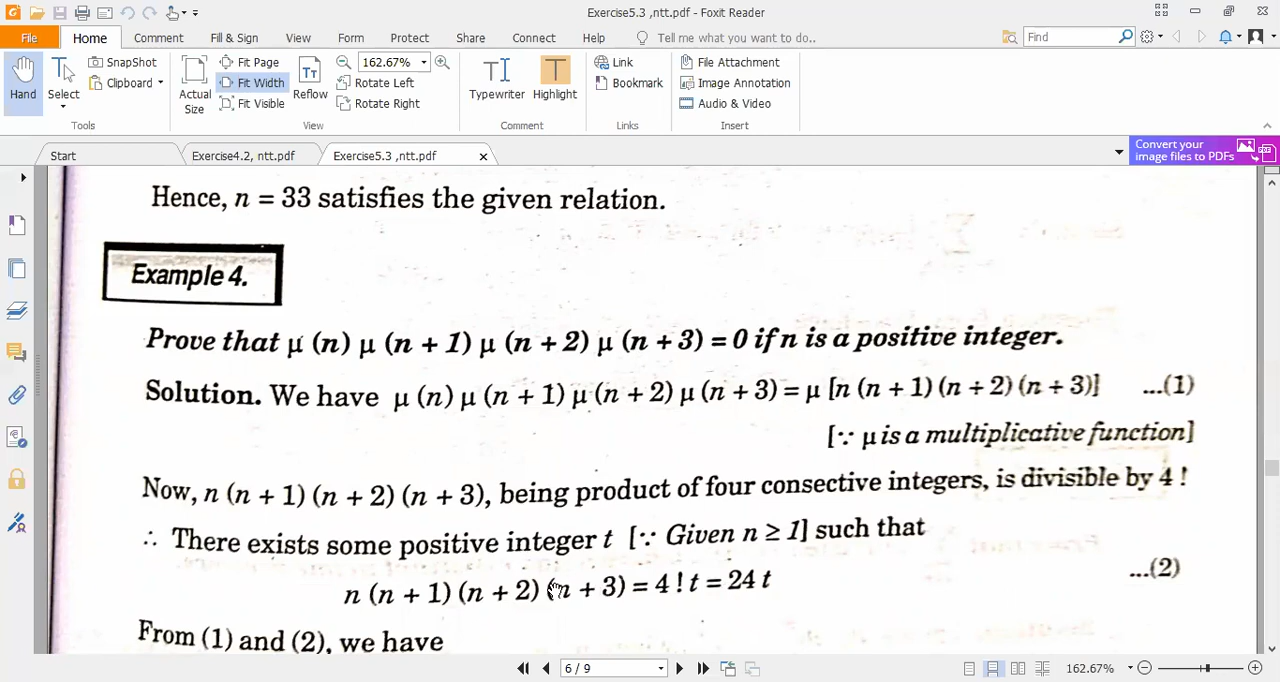 Exercise5.3 ,ntt.pdf - Foxit Reader
File Home Comment Fill & Sign View Form Protect Share Connect Help Tell me what you want to do.. Find
Hand Select SnapShot Clipboard Actual Size Fit Page Fit Width Fit Visible Reflow 162.67% Rotate Left Rotate Right Typewriter Highlight Link Bookmark File Attachment Image Annotation Audio & Video
Tools View Comment Links Insert
Start Exercise4.2, ntt.pdf Exercise5.3 ,ntt.pdf
Convert your
image files to PDFs
Hence, n = 33 satisfies the given relation.
Example 4.
Prove that μ (n) μ (n + 1) μ (n + 2) μ (n + 3) = 0 if n is a positive integer.
Solution. We have μ (n) μ (n + 1) μ (n + 2) μ (n + 3) = μ [n (n + 1) (n + 2) (n + 3)] ...(1)
[∵ μ is a multiplicative function]
Now, n (n + 1) (n + 2) (n + 3), being product of four consective integers, is divisible by 4 !
∴ There exists some positive integer t [∵ Given n ≥ 1] such that
n (n + 1) (n + 2) (n + 3) = 4 ! t = 24 t ...(2)
From (1) and (2), we have
6 / 9 162.67%